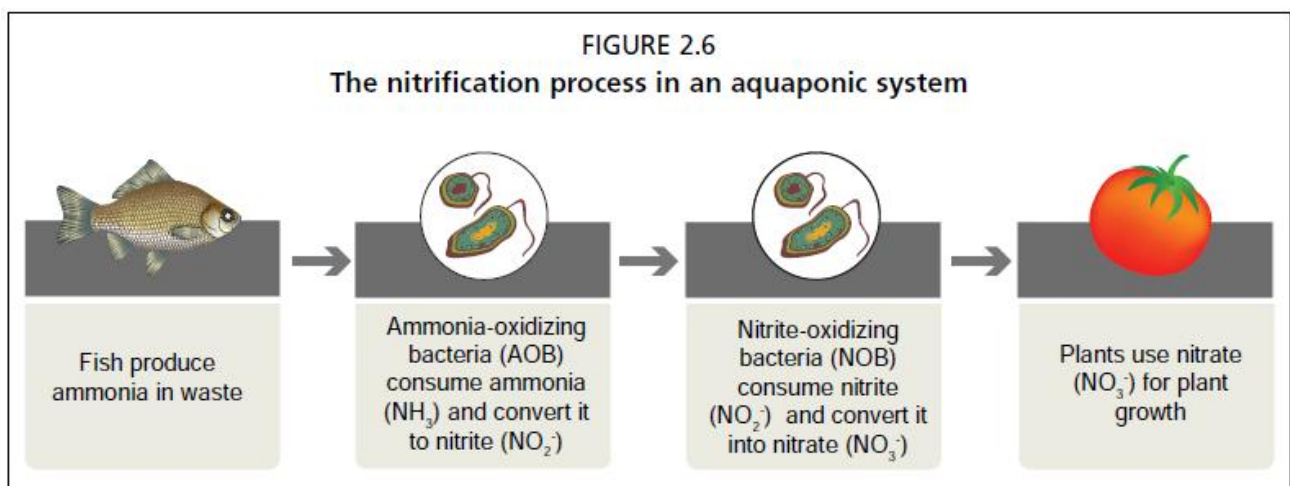 FIGURE 2.6
The nitrification process in an aquaponic system
Fish produce
ammonia in waste
Ammonia-oxidizing
bacteria (AOB)
consume ammonia
(NH₃) and convert it
to nitrite (NO₂⁻)
Nitrite-oxidizing
bacteria (NOB)
consume nitrite
(NO₂⁻) and convert it
into nitrate (NO₃⁻)
Plants use nitrate
(NO₃⁻) for plant
growth